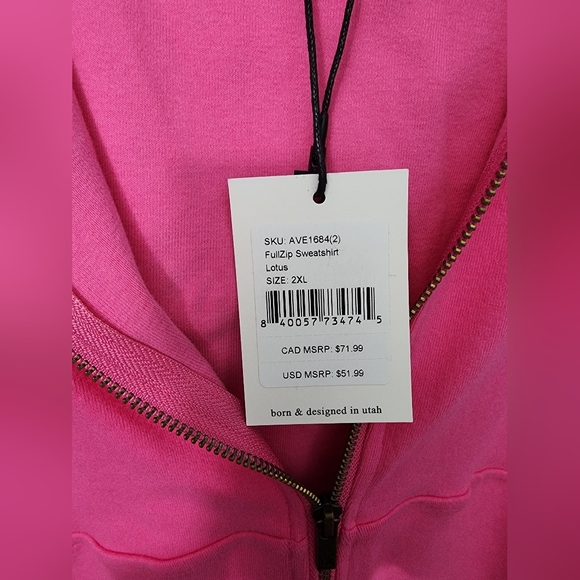 SKU: AVE1684(2)
FullZip Sweatshirt
Lotus
SIZE: 2XL
8 40057 73474 5
CAD MSRP: $71.99
USD MSRP: $51.99
born & designed in utah